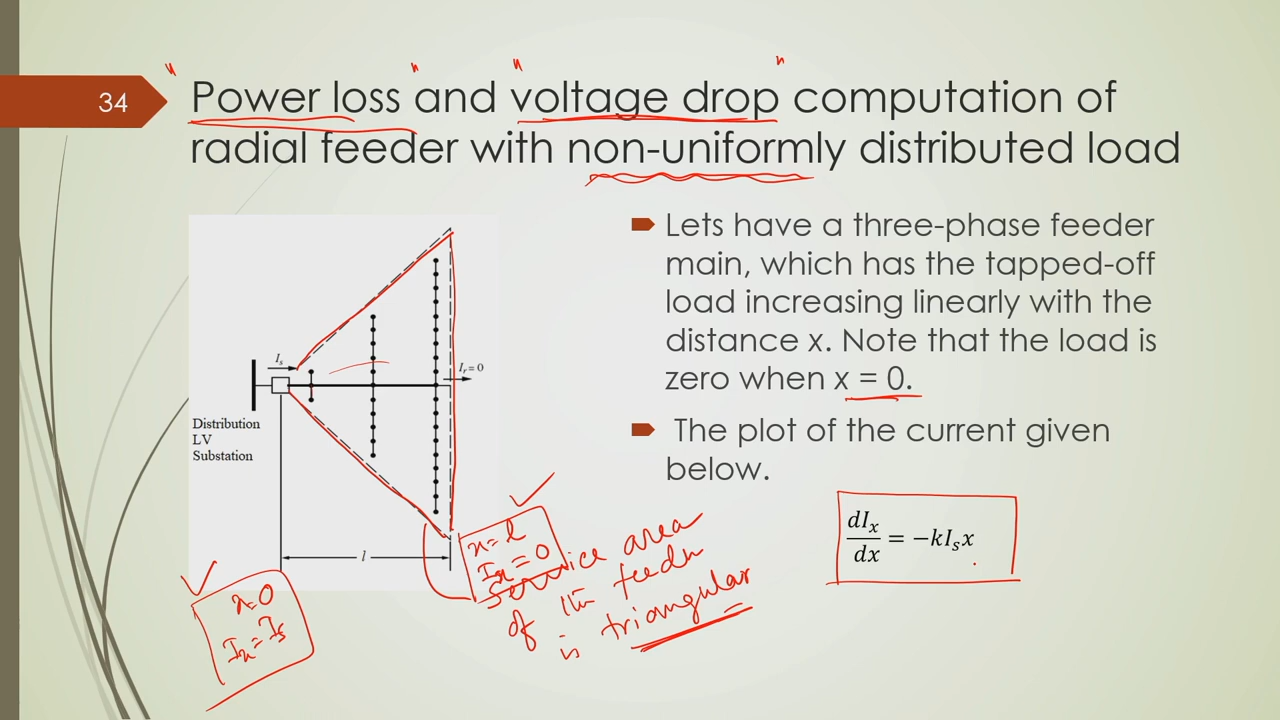 34
Power loss and voltage drop computation of
radial feeder with non-uniformly distributed load
Lets have a three-phase feeder
main, which has the tapped-off
load increasing linearly with the
distance x. Note that the load is
zero when x = 0.
The plot of the current given
below.
dIₓ/dx = −kIₛx
Iₛ
Iᵣ= 0
Distribution
LV
Substation
l
x=0
Iₓ=Iₛ
x=l
Iₓ=0
Service area
of the feeder
is triangular